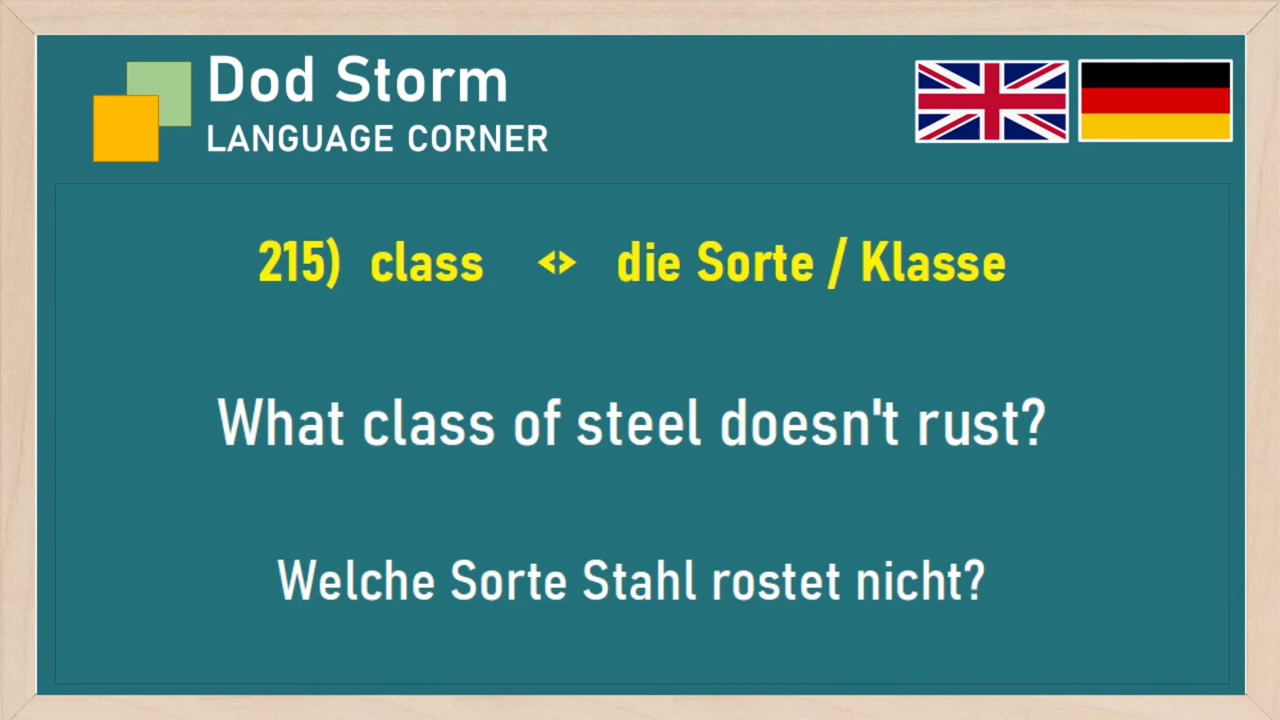 Dod Storm
LANGUAGE CORNER
215) class <> die Sorte / Klasse
What class of steel doesn't rust?
Welche Sorte Stahl rostet nicht?